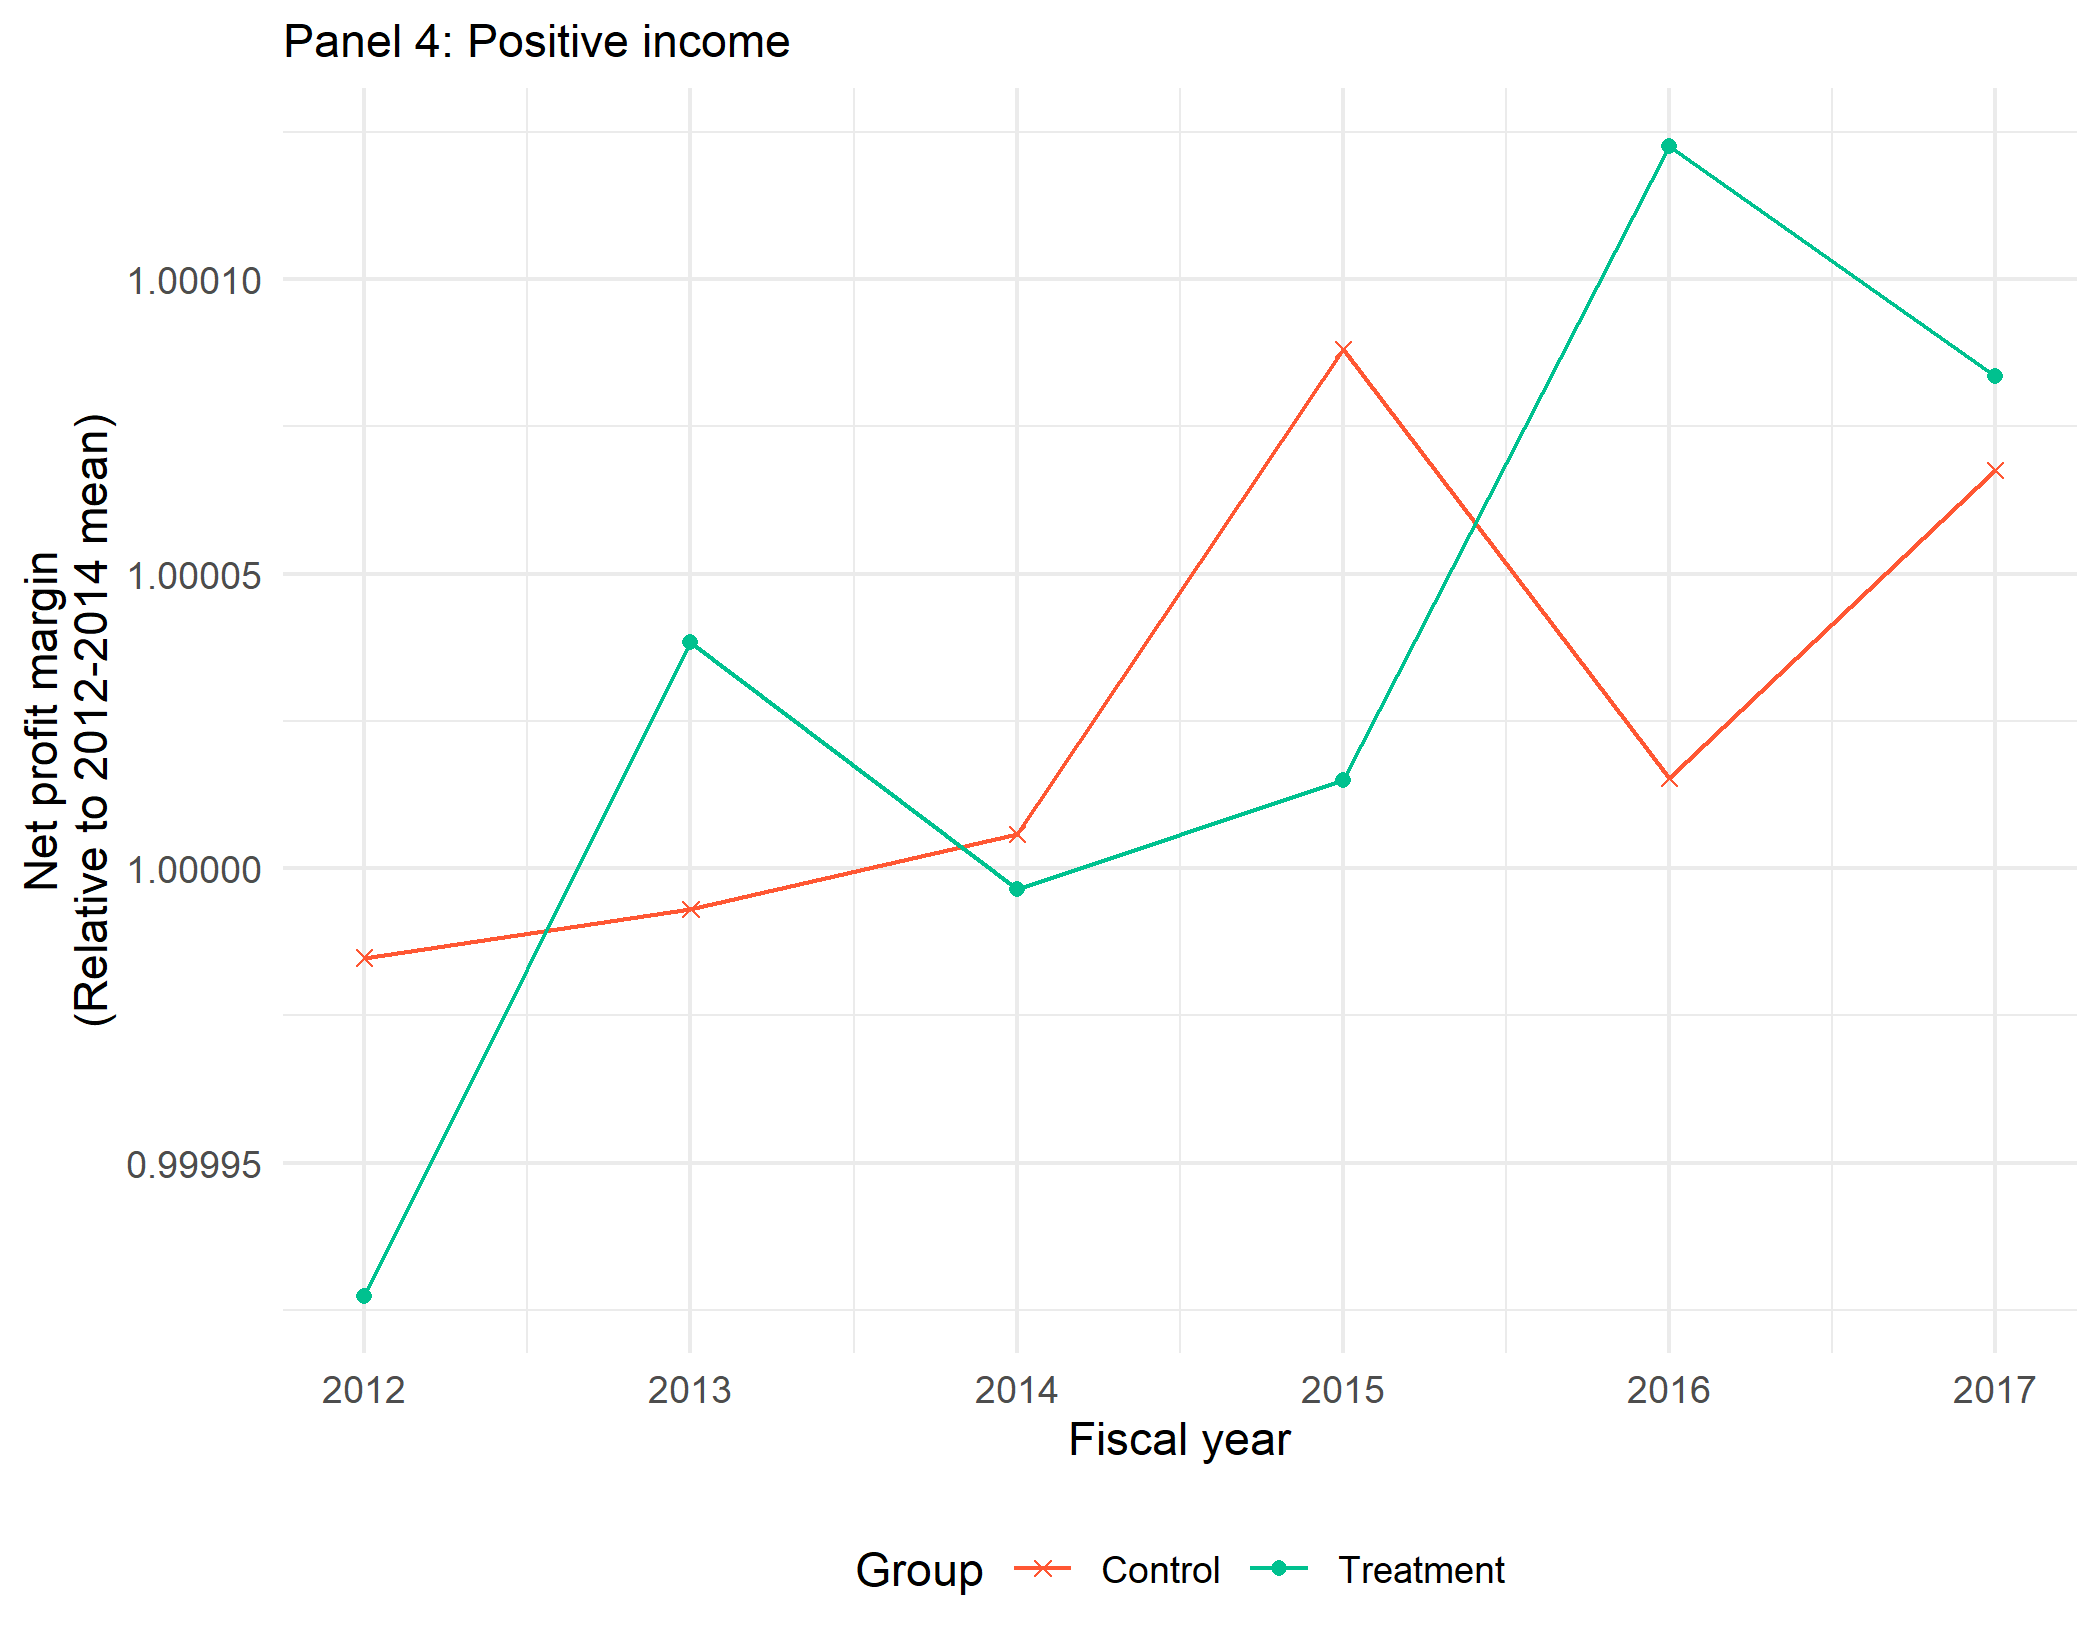 Panel 4: Positive income
Net profit margin
(Relative to 2012-2014 mean)
1.00010
1.00005
1.00000
0.99995
2012 2013 2014 2015 2016 2017
Fiscal year
Group Control Treatment